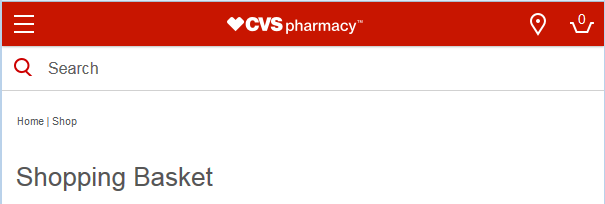 CVS pharmacy™ 0
Search
Home | Shop
Shopping Basket